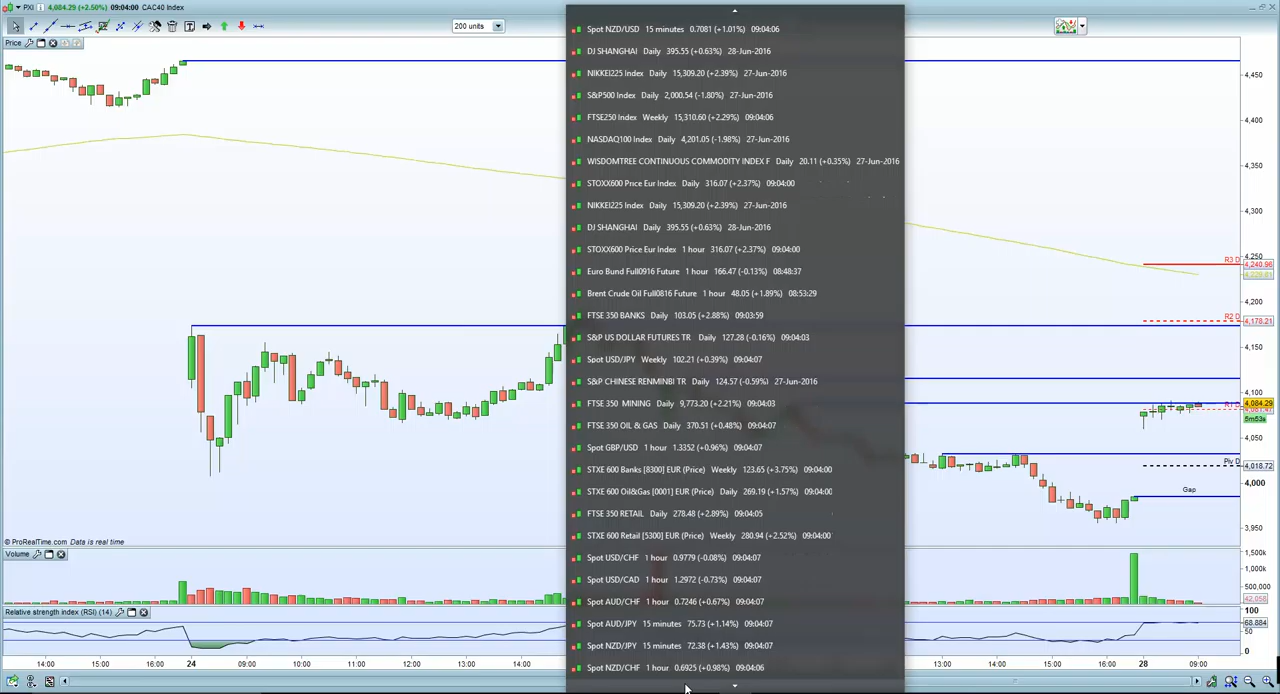 PXI 4,084.29 (+2.50%) 09:04:00 CAC40 Index
200 units
Price
Spot NZD/USD 15 minutes 0.7081 (+1.01%) 09:04:06
DJ SHANGHAI Daily 395.55 (+0.63%) 28-Jun-2016
NIKKEI225 Index Daily 15,309.20 (+2.39%) 27-Jun-2016
S&P500 Index Daily 2,000.54 (-1.80%) 27-Jun-2016
FTSE250 Index Weekly 15,310.60 (+2.29%) 09:04:06
NASDAQ100 Index Daily 4,201.05 (-1.98%) 27-Jun-2016
WISDOMTREE CONTINUOUS COMMODITY INDEX F Daily 20.11 (+0.35%) 27-Jun-2016
STOXX600 Price Eur Index Daily 316.07 (+2.37%) 09:04:00
NIKKEI225 Index Daily 15,309.20 (+2.39%) 27-Jun-2016
DJ SHANGHAI Daily 395.55 (+0.63%) 28-Jun-2016
STOXX600 Price Eur Index 1 hour 316.07 (+2.37%) 09:04:00
Euro Bund Full0916 Future 1 hour 166.47 (-0.13%) 08:48:37
Brent Crude Oil Full0816 Future 1 hour 48.05 (+1.89%) 08:53:29
FTSE 350 BANKS Daily 103.05 (+2.88%) 09:03:59
S&P US DOLLAR FUTURES TR Daily 127.28 (-0.16%) 09:04:03
Spot USD/JPY Weekly 102.21 (+0.39%) 09:04:07
S&P CHINESE RENMINBI TR Daily 124.57 (-0.59%) 27-Jun-2016
FTSE 350 MINING Daily 9,773.20 (+2.21%) 09:04:03
FTSE 350 OIL & GAS Daily 370.51 (+0.48%) 09:04:07
Spot GBP/USD 1 hour 1.3352 (+0.96%) 09:04:07
STXE 600 Banks [8300] EUR (Price) Weekly 123.65 (+3.75%) 09:04:00
STXE 600 Oil&Gas [0001] EUR (Price) Daily 269.19 (+1.57%) 09:04:00
FTSE 350 RETAIL Daily 278.48 (+2.89%) 09:04:05
STXE 600 Retail [5300] EUR (Price) Weekly 280.94 (+2.52%) 09:04:00
Spot USD/CHF 1 hour 0.9779 (-0.08%) 09:04:07
Spot USD/CAD 1 hour 1.2972 (-0.73%) 09:04:07
Spot AUD/CHF 1 hour 0.7246 (+0.67%) 09:04:07
Spot AUD/JPY 15 minutes 75.73 (+1.14%) 09:04:07
Spot NZD/JPY 15 minutes 72.38 (+1.43%) 09:04:07
Spot NZD/CHF 1 hour 0.6925 (+0.98%) 09:04:06
4,450
4,400
4,350
4,300
4,250
R3 D 4,240.96
4,200
R2 D 4,178.21
4,150
4,100
4,084.29
R1 D
5m53s
4,050
Piv D 4,018.72
4,000
Gap
3,950
© ProRealTime.com Data is real time
Volume
1,500k
1,000k
500,000
42,058
Relative strength index (RSI) (14)
100
68.884
50
0
14:00 15:00 16:00 24 09:00 10:00 11:00 12:00 13:00 14:00 13:00 14:00 15:00 16:00 17:00 28 09:00